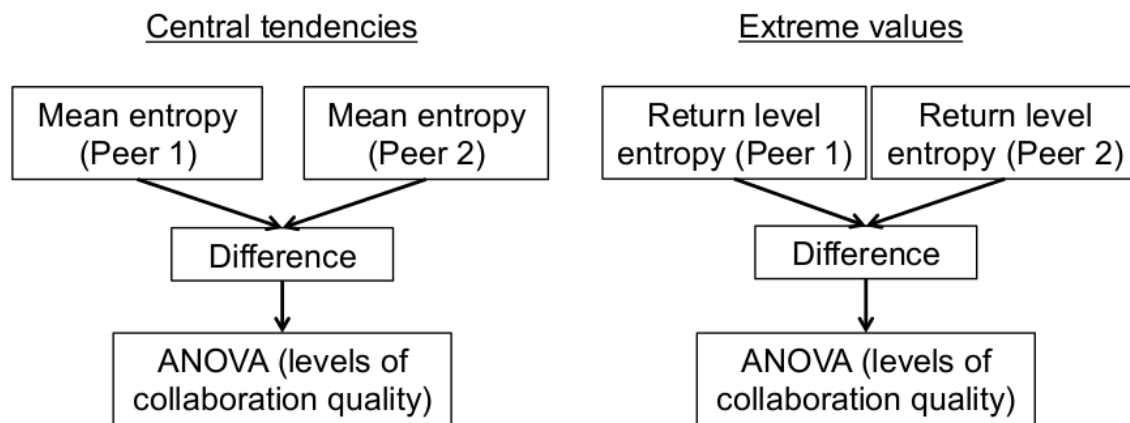 Central tendencies
Mean entropy
(Peer 1)
Mean entropy
(Peer 2)
Difference
ANOVA (levels of
collaboration quality)
Extreme values
Return level
entropy (Peer 1)
Return level
entropy (Peer 2)
Difference
ANOVA (levels of
collaboration quality)